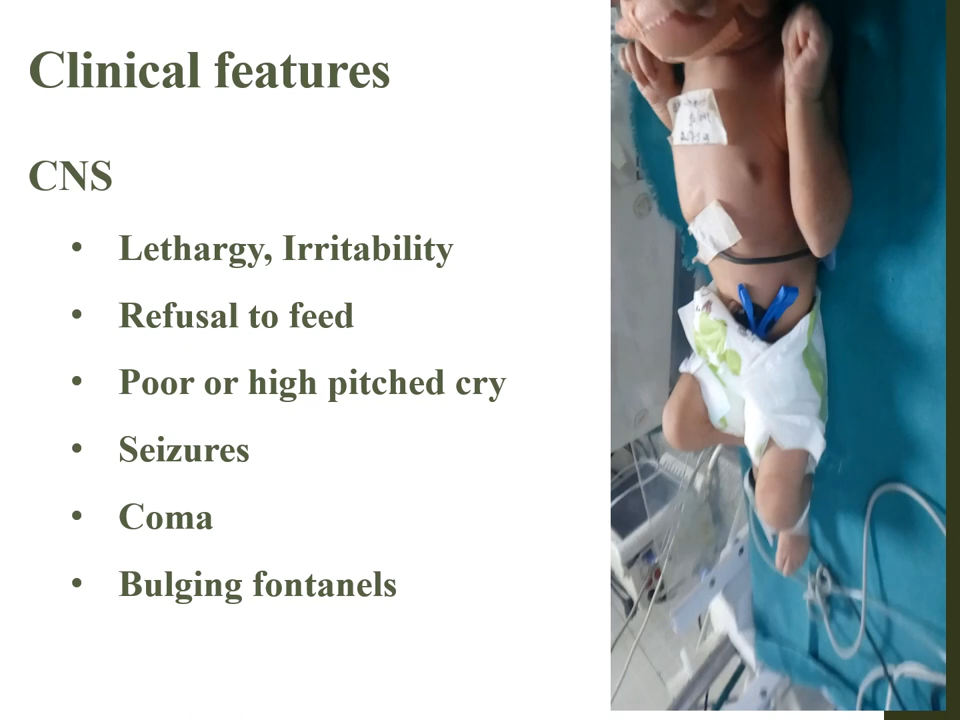 Clinical features
CNS
• Lethargy, Irritability
• Refusal to feed
• Poor or high pitched cry
• Seizures
• Coma
• Bulging fontanels